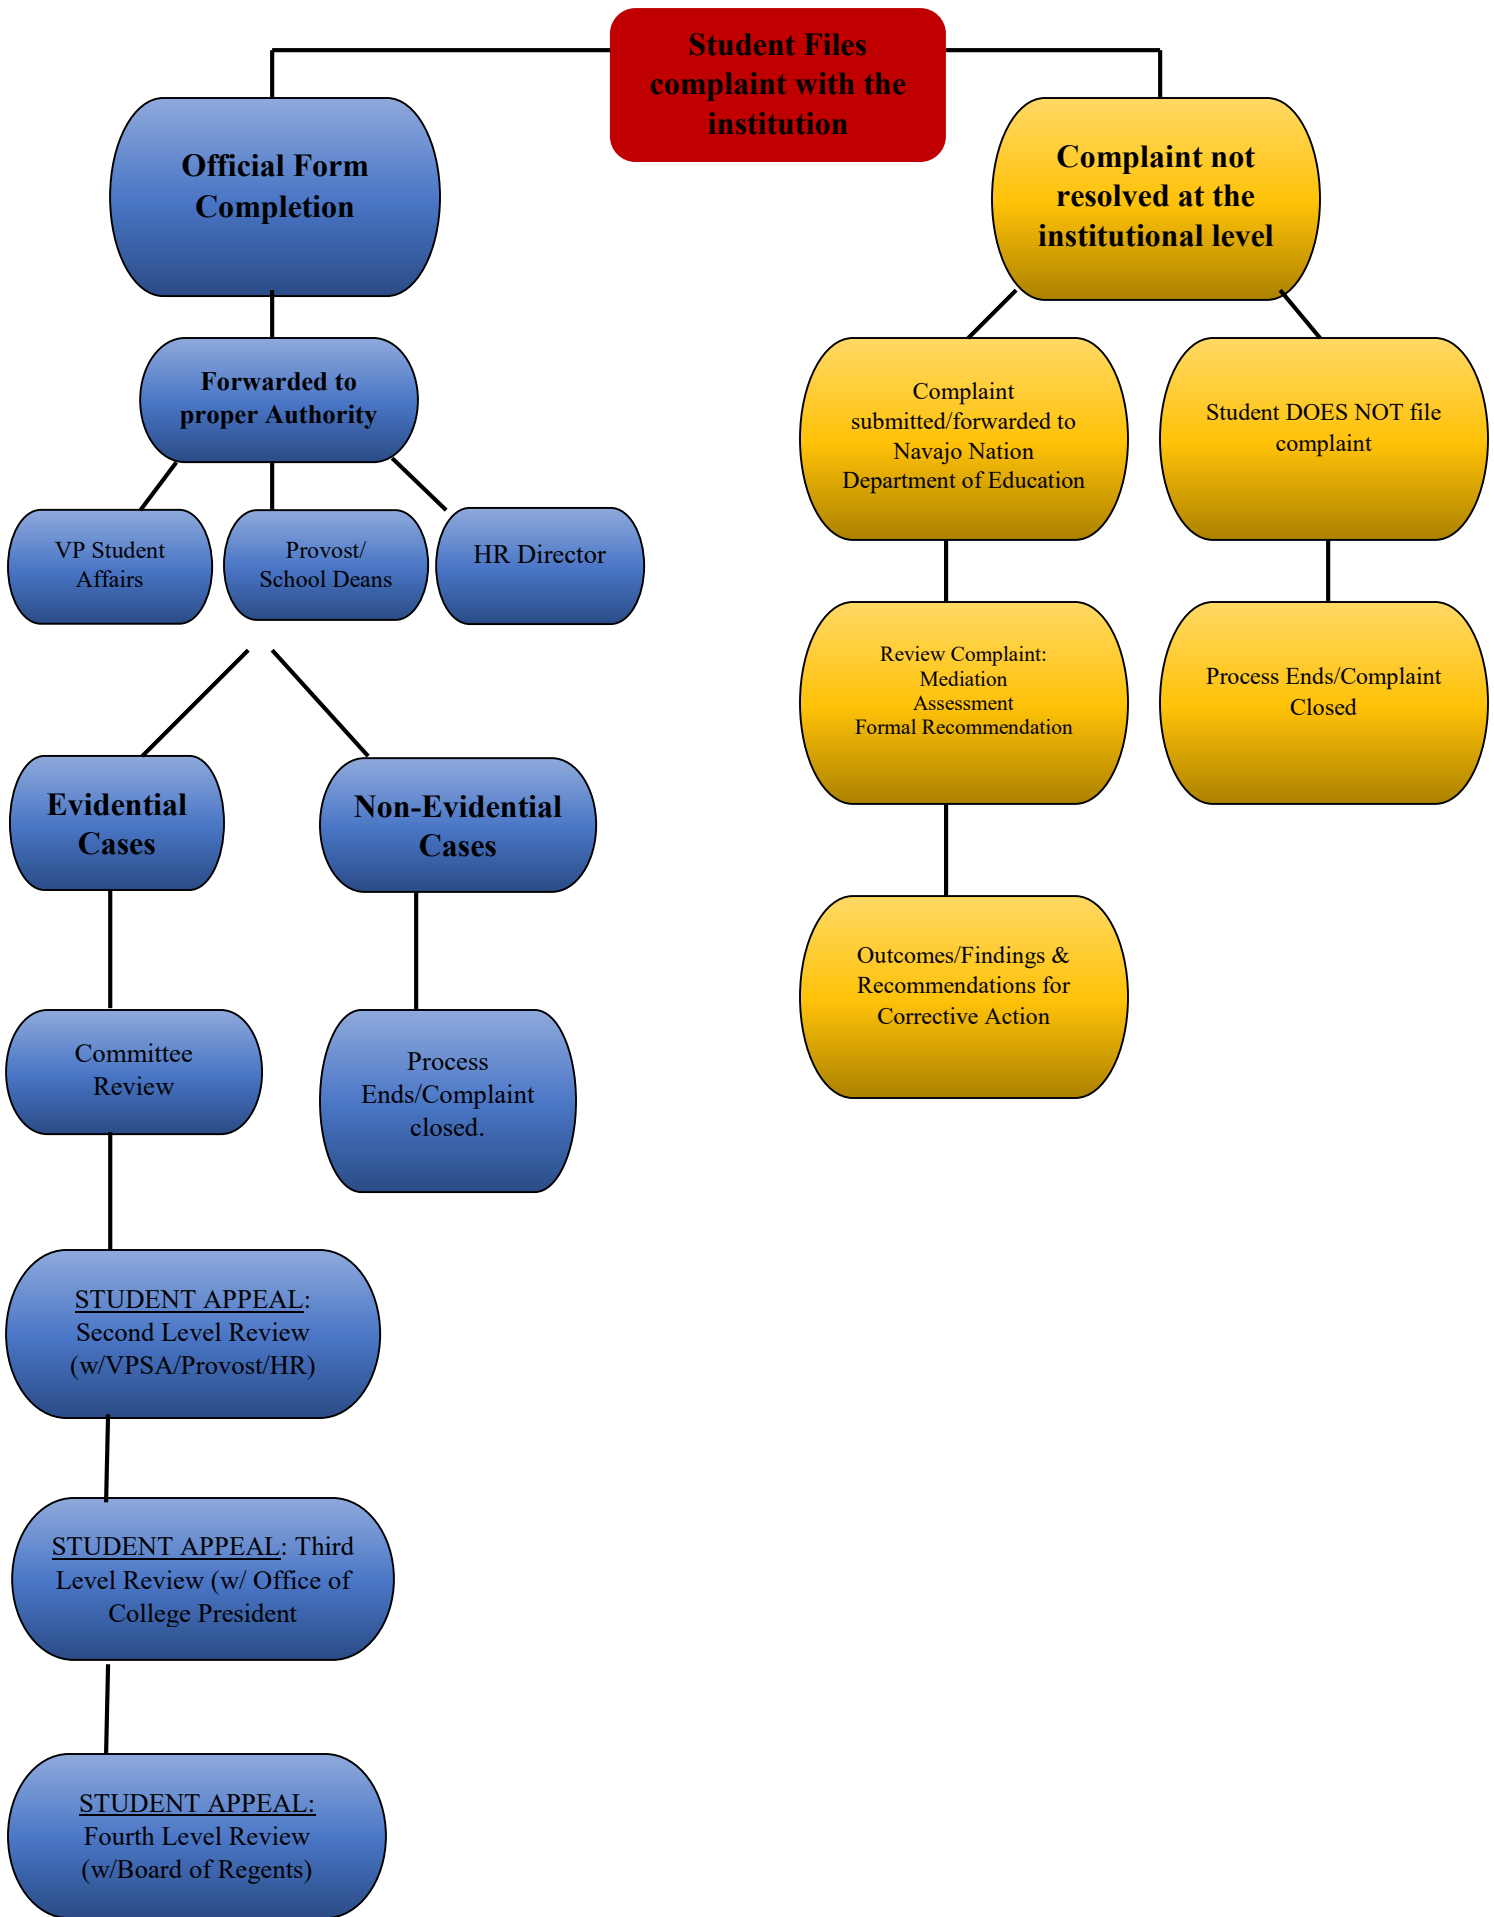 Student Files
complaint with the
institution
Official Form
Completion
Forwarded to
proper Authority
VP Student
Affairs
Provost/
School Deans
HR Director
Evidential
Cases
Non-Evidential
Cases
Committee
Review
Process
Ends/Complaint
closed.
STUDENT APPEAL:
Second Level Review
(w/VPSA/Provost/HR)
STUDENT APPEAL: Third
Level Review (w/ Office of
College President
STUDENT APPEAL:
Fourth Level Review
(w/Board of Regents)
Complaint not
resolved at the
institutional level
Complaint
submitted/forwarded to
Navajo Nation
Department of Education
Student DOES NOT file
complaint
Review Complaint:
Mediation
Assessment
Formal Recommendation
Process Ends/Complaint
Closed
Outcomes/Findings &
Recommendations for
Corrective Action